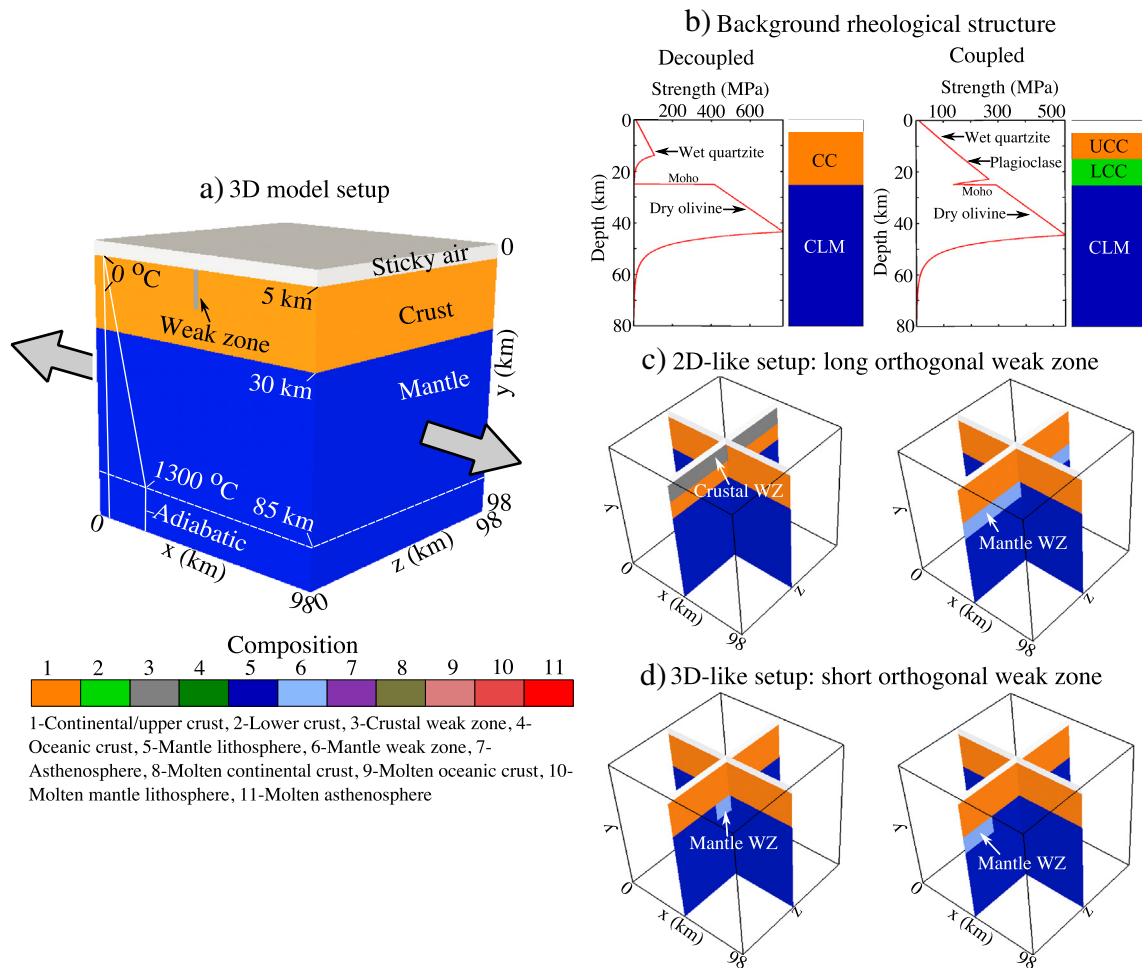 a) 3D model setup
0
Sticky air
0 °C
5 km
Weak zone
Crust
y (km)
30 km
Mantle
1300 °C
85 km
Adiabatic
0
x (km)
98
0
z (km)
98
98
Composition
1 2 3 4 5 6 7 8 9 10 11
1-Continental/upper crust, 2-Lower crust, 3-Crustal weak zone, 4-
Oceanic crust, 5-Mantle lithosphere, 6-Mantle weak zone, 7-
Asthenosphere, 8-Molten continental crust, 9-Molten oceanic crust, 10-
Molten mantle lithosphere, 11-Molten asthenosphere
b) Background rheological structure
Decoupled
Strength (MPa)
200 400 600
0
20
40
60
80
Depth (km)
Wet quartzite
Moho
Dry olivine
CC
CLM
Coupled
Strength (MPa)
100 300 500
0
20
40
60
80
Depth (km)
Wet quartzite
Plagioclase
Moho
Dry olivine
UCC
LCC
CLM
c) 2D-like setup: long orthogonal weak zone
Crustal WZ
y
0
x (km)
98
z
Mantle WZ
y
0
x (km)
98
z
d) 3D-like setup: short orthogonal weak zone
Mantle WZ
y
0
x (km)
98
z
Mantle WZ
y
0
x (km)
98
z